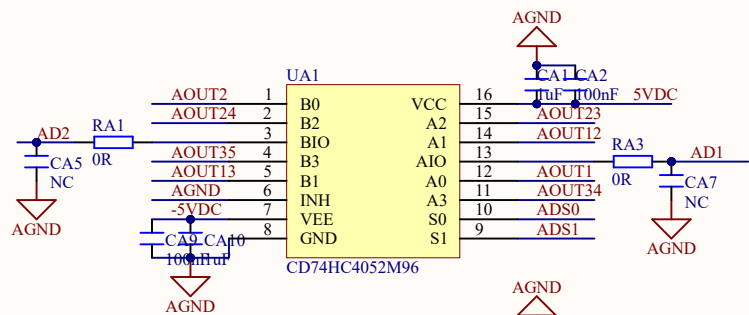 AGND
UA1
CA1 CA2
1uF 100nF
AOUT2 1 B0 VCC 16 5VDC
AOUT24 2 B2 A2 15 AOUT23
AD2 RA1 3 BIO A1 14 AOUT12
0R
AOUT35 4 B3 AIO 13 RA3 AD1
0R
CA5
NC
AOUT13 5 B1 A0 12 AOUT1
CA7
NC
AGND 6 INH A3 11 AOUT34
-5VDC 7 VEE S0 10 ADS0
8 GND S1 9 ADS1
AGND
AGND
CA9 CA10
100nF 1uF
CD74HC4052M96
AGND
AGND